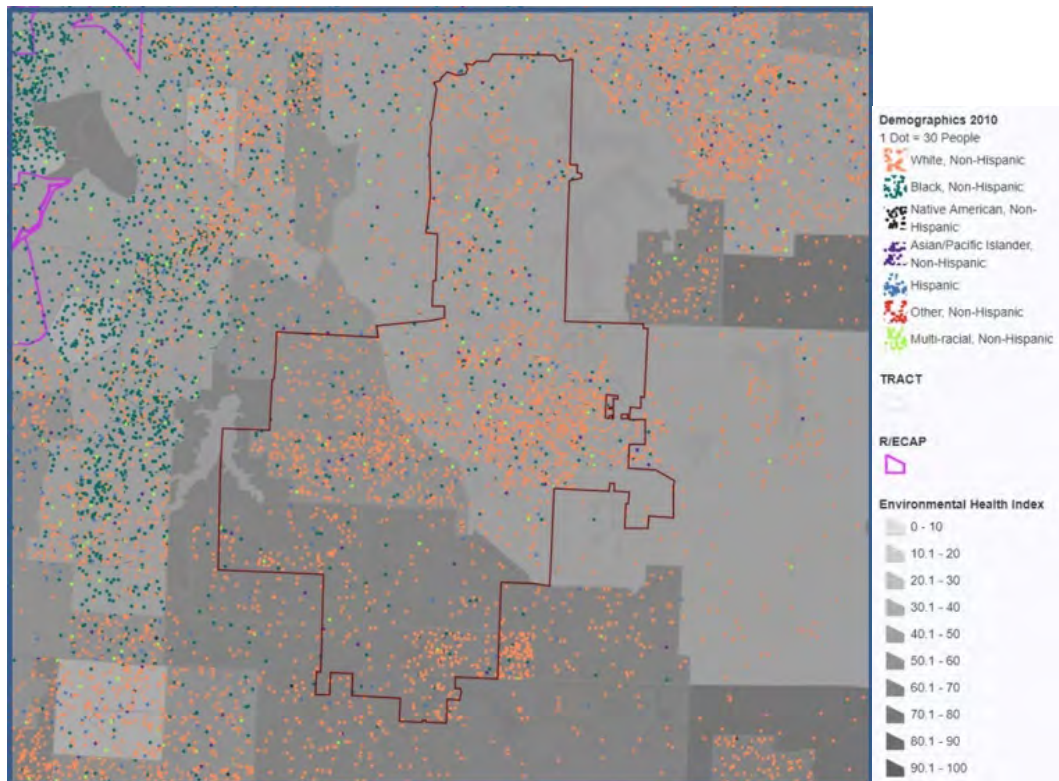 Demographics 2010
1 Dot = 30 People
White, Non-Hispanic
Black, Non-Hispanic
Native American, Non-
Hispanic
Asian/Pacific Islander,
Non-Hispanic
Hispanic
Other, Non-Hispanic
Multi-racial, Non-Hispanic
TRACT
R/ECAP
Environmental Health Index
0 - 10
10.1 - 20
20.1 - 30
30.1 - 40
40.1 - 50
50.1 - 60
60.1 - 70
70.1 - 80
80.1 - 90
90.1 - 100